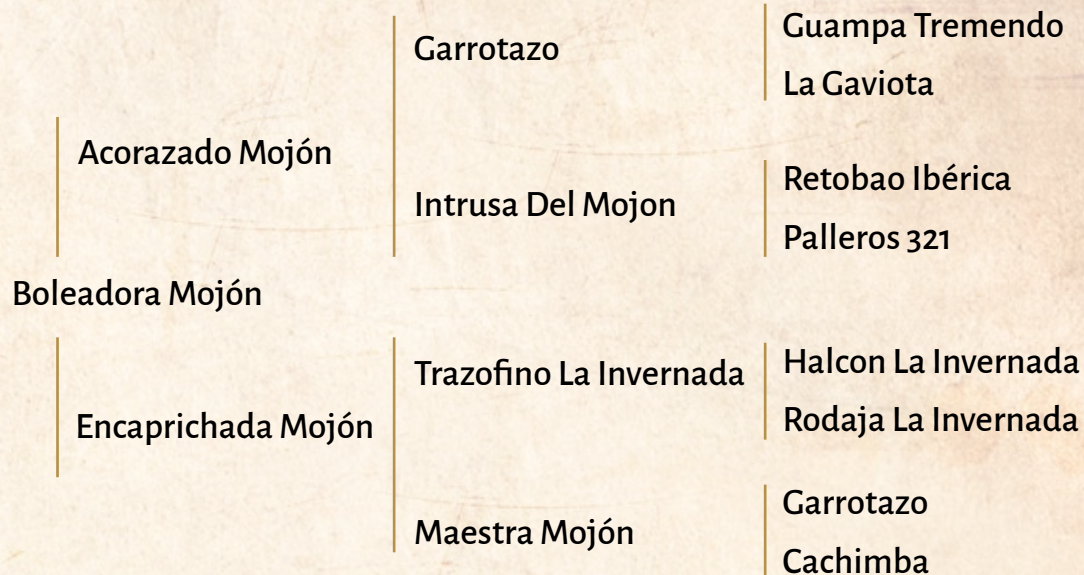 Guampa Tremendo
Garrotazo
La Gaviota
Acorazado Mojón
Retobao Ibérica
Intrusa Del Mojon
Palleros 321
Boleadora Mojón
Halcon La Invernada
Trazofino La Invernada
Rodaja La Invernada
Encaprichada Mojón
Garrotazo
Maestra Mojón
Cachimba